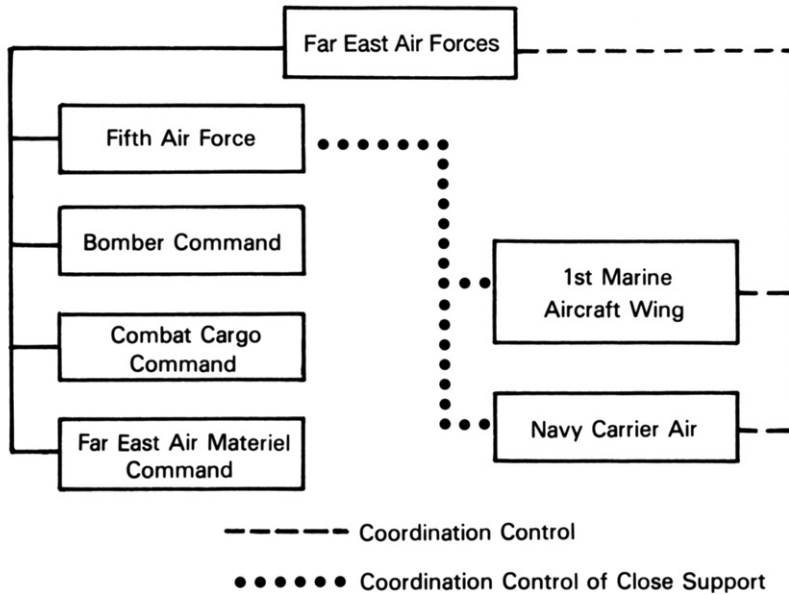 Far East Air Forces
Fifth Air Force
Bomber Command
Combat Cargo
Command
Far East Air Materiel
Command
1st Marine
Aircraft Wing
Navy Carrier Air
Coordination Control
Coordination Control of Close Support